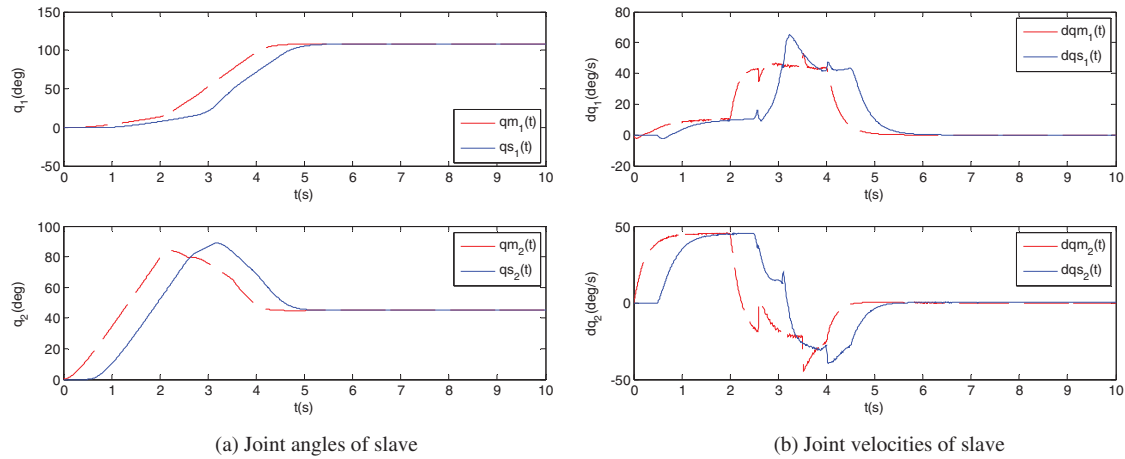 150
100
50
0
-50
q1(deg)
qm1(t)
qs1(t)
0 1 2 3 4 5 6 7 8 9 10
t(s)
100
80
60
40
20
0
q2(deg)
qm2(t)
qs2(t)
0 1 2 3 4 5 6 7 8 9 10
t(s)
(a) Joint angles of slave
80
60
40
20
0
-20
dq1(deg/s)
dqm1(t)
dqs1(t)
0 1 2 3 4 5 6 7 8 9 10
t(s)
50
0
-50
dq2(deg/s)
dqm2(t)
dqs2(t)
0 1 2 3 4 5 6 7 8 9 10
t(s)
(b) Joint velocities of slave